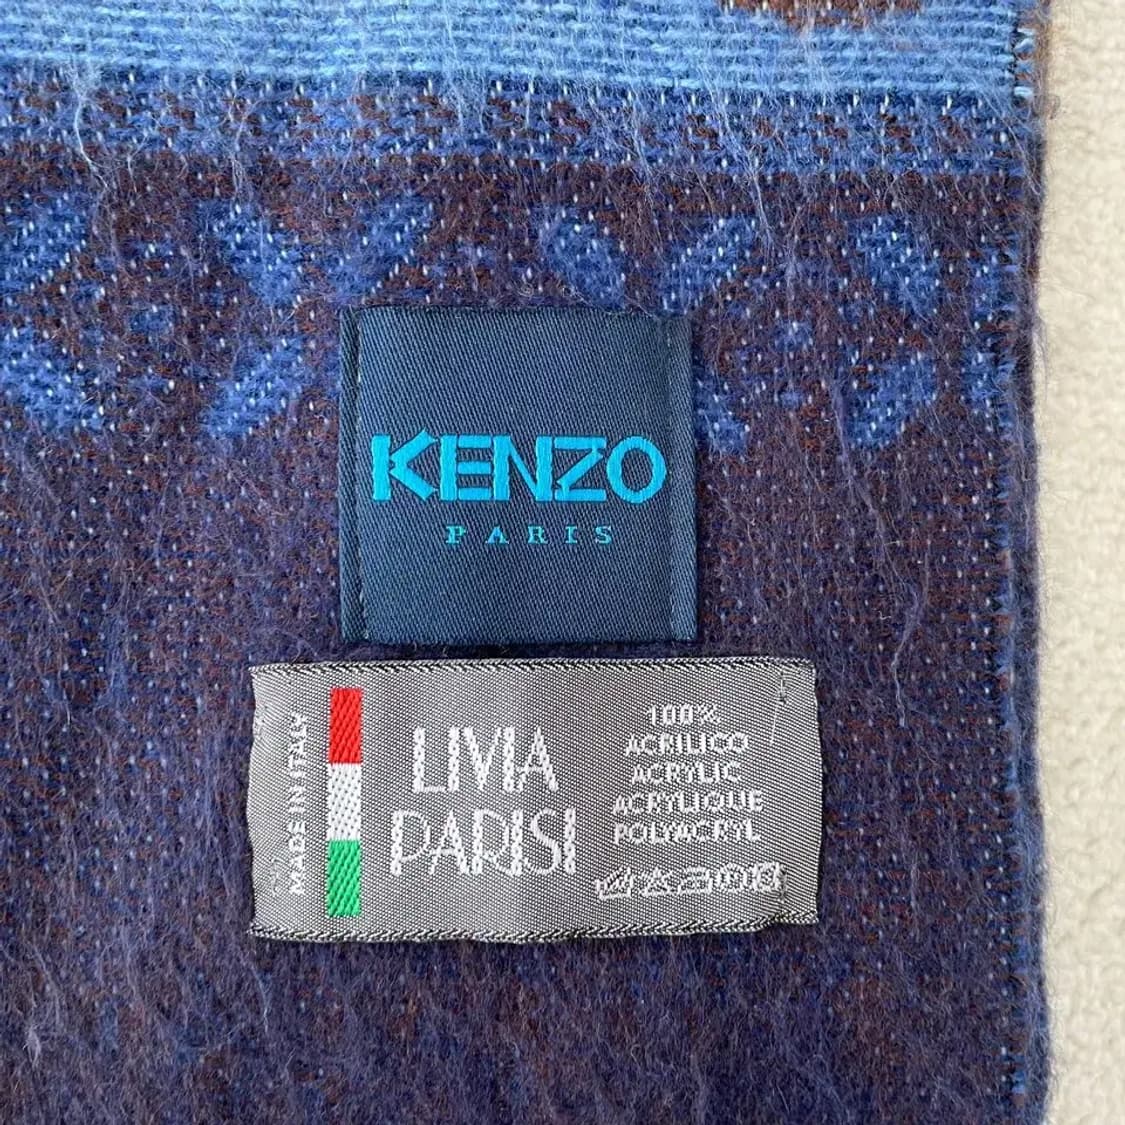 KENZO
PARIS
MADE IN ITALY
LIVIA
PARISI
100%
ACRILICO
ACRYLIC
ACRYLIQUE
POLYACRYL